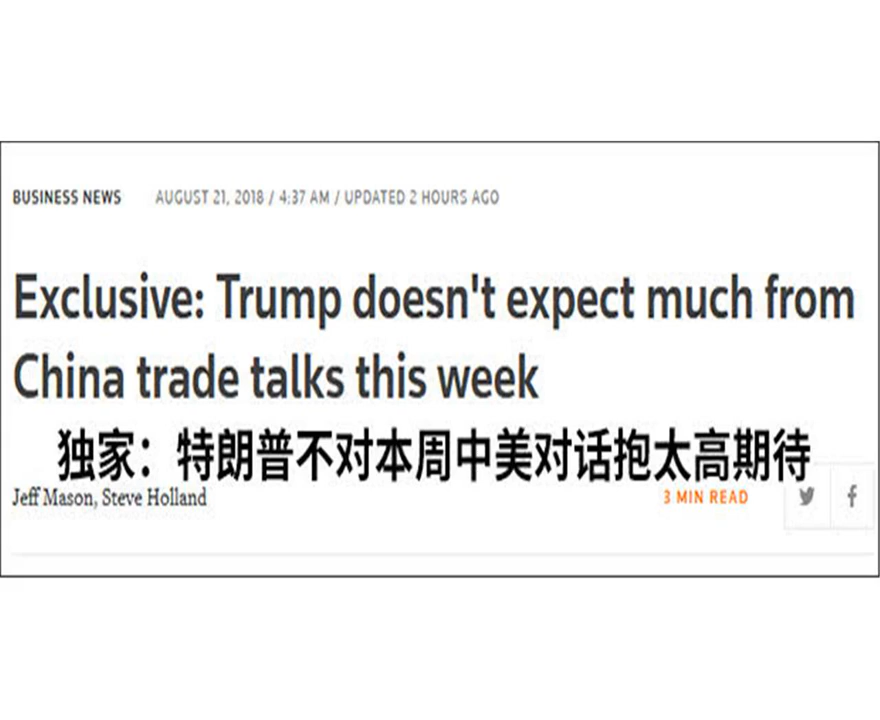 BUSINESS NEWS AUGUST 21, 2018 / 4:37 AM / UPDATED 2 HOURS AGO
Exclusive: Trump doesn't expect much from
China trade talks this week
独家：特朗普不对本周中美对话抱太高期待
Jeff Mason, Steve Holland 3 MIN READ